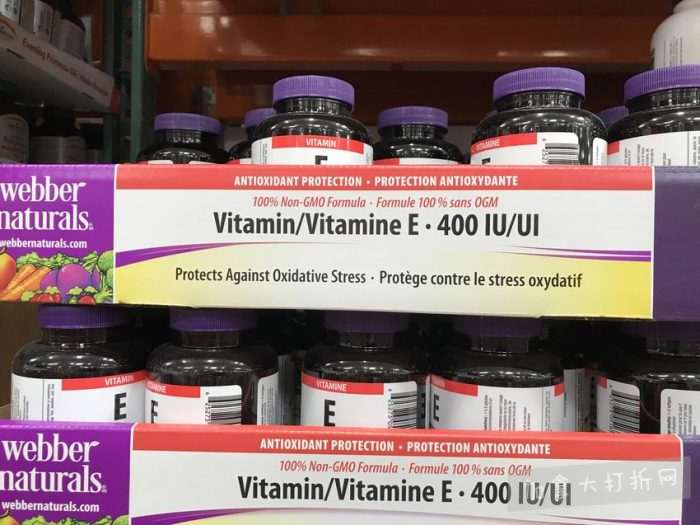 VITAMIN
E
webber
naturals®
webbernaturals.com
ANTIOXIDANT PROTECTION · PROTECTION ANTIOXYDANTE
100% Non-GMO Formula · Formule 100 % sans OGM
Vitamin/Vitamine E · 400 IU/UI
Protects Against Oxidative Stress · Protège contre le stress oxydatif
VITAMIN
E
VITAMINE
E
webber
naturals®
webbernaturals.com
ANTIOXIDANT PROTECTION · PROTECTION ANTIOXYDANTE
100% Non-GMO Formula · Formule 100 % sans OGM
Vitamin/Vitamine E · 400 IU/UI
大打折网